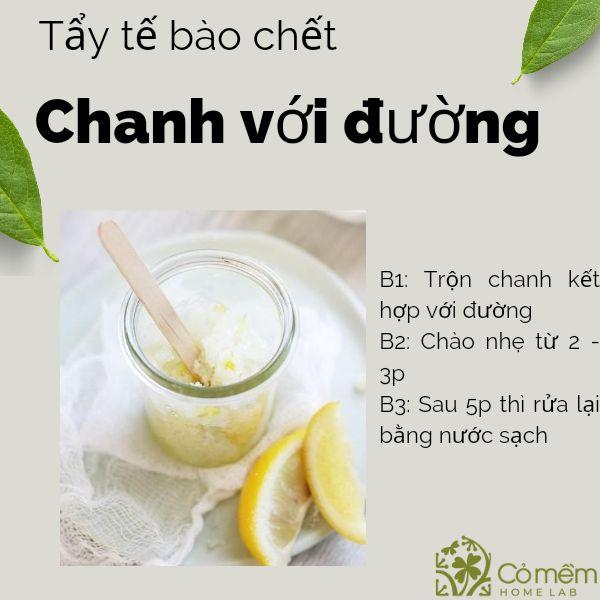 Tẩy tế bào chết
Chanh với đường
B1: Trộn chanh kết
hợp với đường
B2: Chào nhẹ từ 2 -
3p
B3: Sau 5p thì rửa lại
bằng nước sạch
Cỏ mềm
HOME LAB